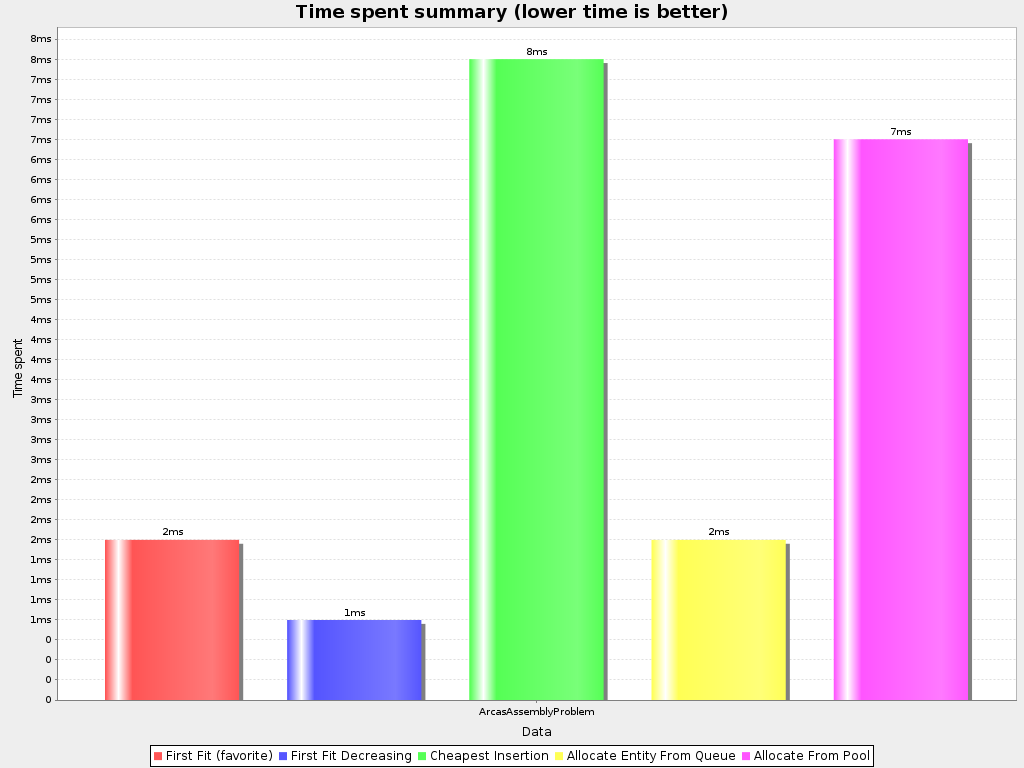 Time spent summary (lower time is better)
8ms
8ms
7ms
7ms
7ms
7ms
6ms
6ms
6ms
6ms
5ms
5ms
5ms
5ms
4ms
4ms
4ms
4ms
3ms
3ms
3ms
3ms
2ms
2ms
2ms
2ms
1ms
1ms
1ms
1ms
0
0
0
0
Time spent
2ms
1ms
8ms
2ms
7ms
ArcasAssemblyProblem
Data
First Fit (favorite) First Fit Decreasing Cheapest Insertion Allocate Entity From Queue Allocate From Pool